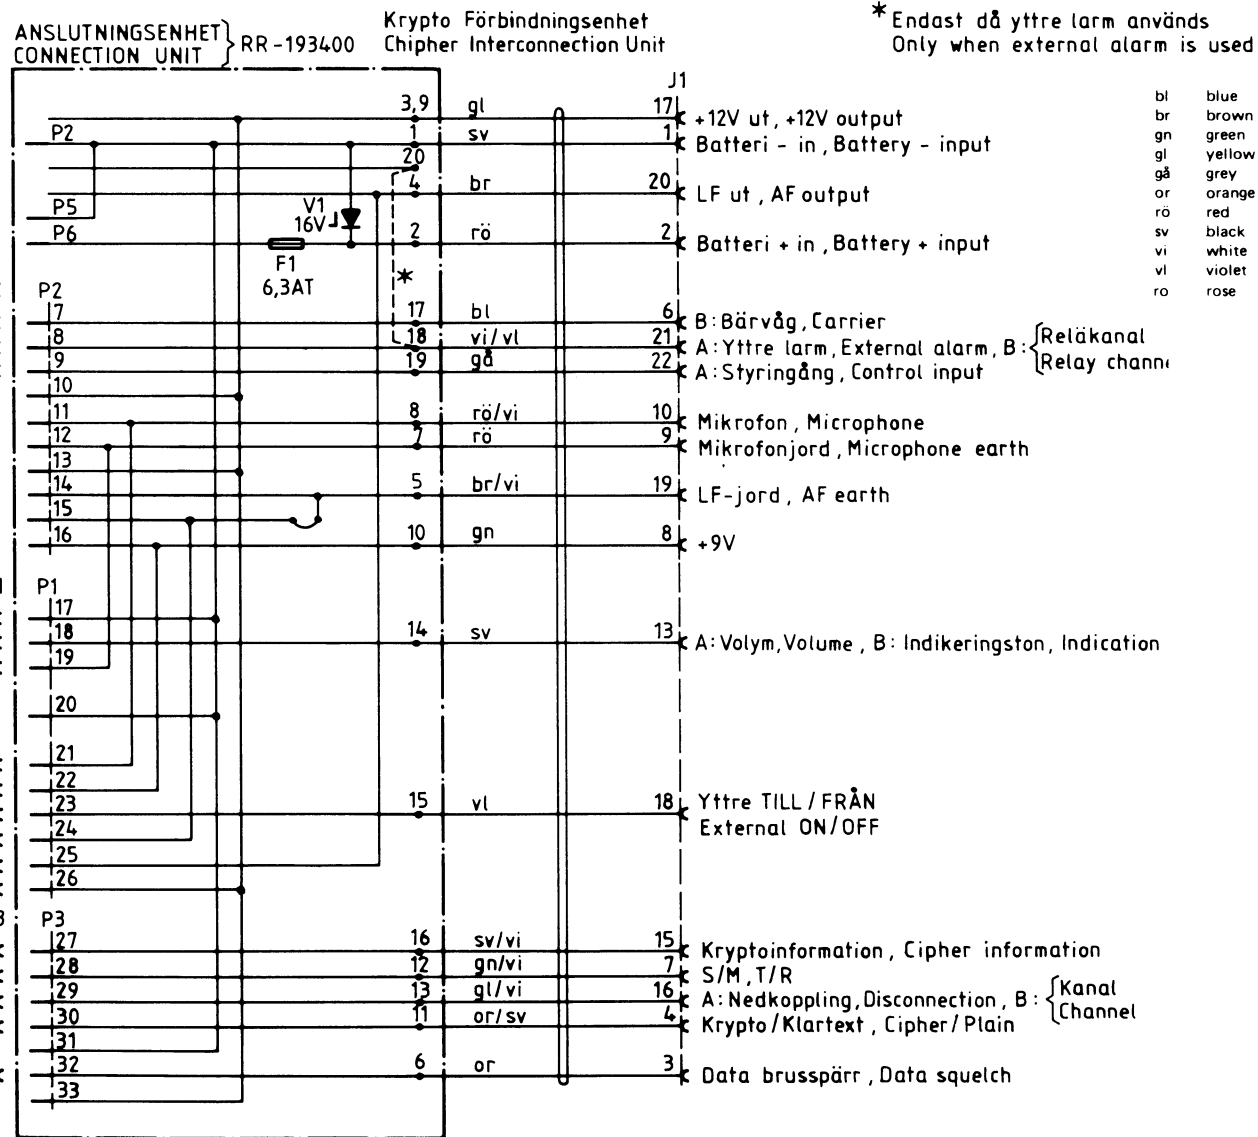 ANSLUTNINGSENHET
CONNECTION UNIT
RR-193400
Krypto Förbindningsenhet
Chipher Interconnection Unit
* Endast då yttre larm används
Only when external alarm is used
bl blue
br brown
gn green
gl yellow
gå grey
or orange
rö red
sv black
vi white
vl violet
ro rose
J1
3,9 gl 17 +12V ut, +12V output
P2 1 sv 1 Batteri - in, Battery - input
20
4 br 20 LF ut, AF output
P5
V1
16V
P6 2 rö 2 Batteri + in, Battery + input
F1
6,3AT
*
P2
7 17 bl 6 B: Bärvåg, Carrier
8 18 vi/vl 21 A: Yttre larm, External alarm, B: Reläkanal
Relay channe
9 19 gå 22 A: Styringång, Control input
10
11 8 rö/vi 10 Mikrofon, Microphone
12 7 rö 9 Mikrofonjord, Microphone earth
13
14 5 br/vi 19 LF-jord, AF earth
15
16 10 gn 8 +9V
P1
17
18 14 sv 13 A: Volym, Volume, B: Indikeringston, Indication
19
20
21
22
23 15 vl 18 Yttre TILL / FRÅN
External ON/OFF
24
25
26
P3
27 16 sv/vi 15 Kryptoinformation, Cipher information
28 12 gn/vi 7 S/M, T/R
29 13 gl/vi 16 A: Nedkoppling, Disconnection, B: Kanal
Channel
30 11 or/sv 4 Krypto/Klartext, Cipher/Plain
31
32 6 or 3 Data brusspärr, Data squelch
33